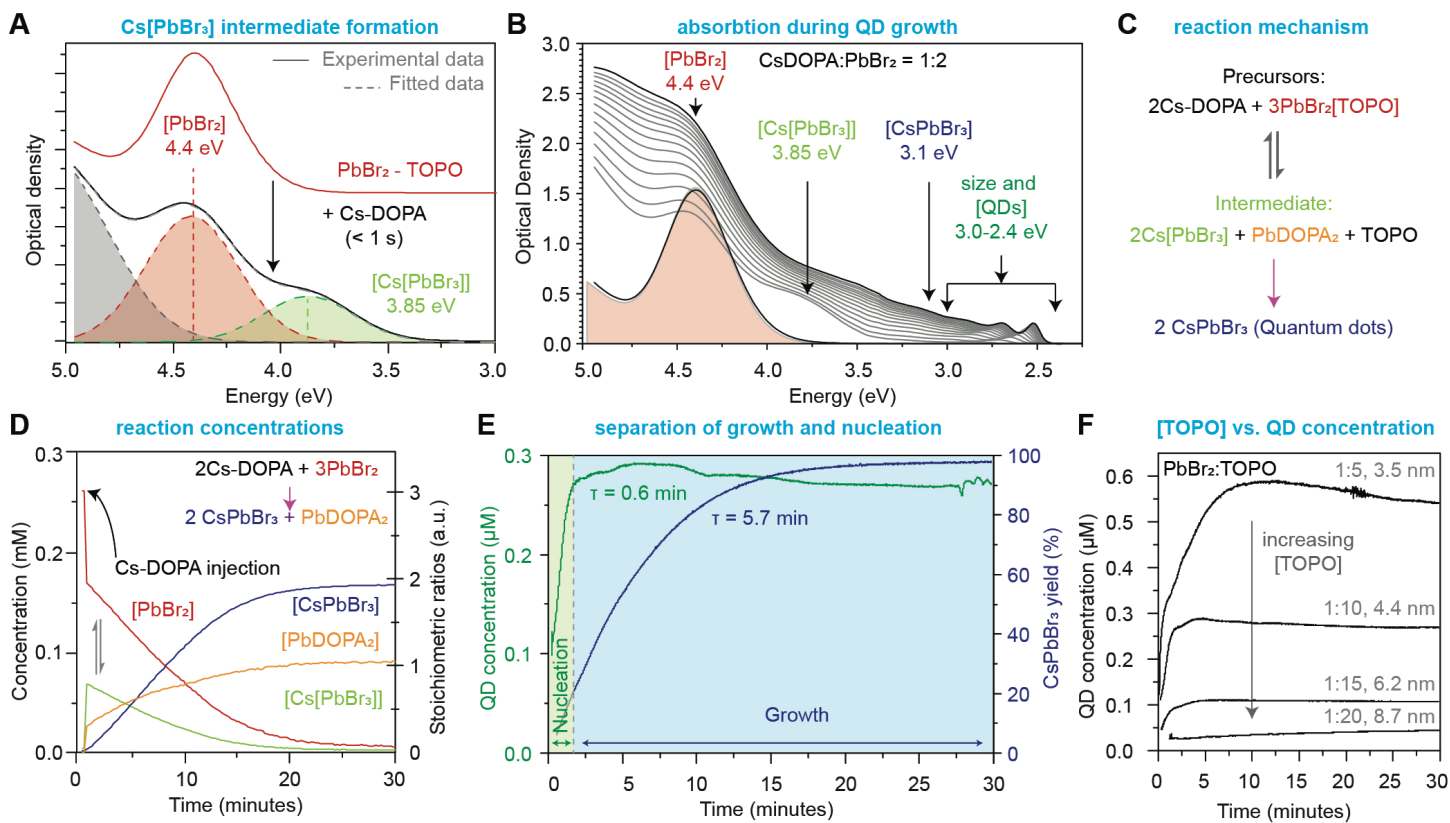 A
Cs[PbBr₃] intermediate formation
Experimental data
Fitted data
[PbBr₂]
4.4 eV
PbBr₂ - TOPO
+ Cs-DOPA
(< 1 s)
[Cs[PbBr₃]]
3.85 eV
Optical density
5.0 4.5 4.0 3.5 3.0
Energy (eV)
B
absorbtion during QD growth
[PbBr₂]
4.4 eV
CsDOPA:PbBr₂ = 1:2
[Cs[PbBr₃]]
3.85 eV
[CsPbBr₃]
3.1 eV
size and
[QDs]
3.0-2.4 eV
Optical Density
3.0
2.5
2.0
1.5
1.0
0.5
0.0
5.0 4.5 4.0 3.5 3.0 2.5
Energy (eV)
C
reaction mechanism
Precursors:
2Cs-DOPA + 3PbBr₂[TOPO]
Intermediate:
2Cs[PbBr₃] + PbDOPA₂ + TOPO
2 CsPbBr₃ (Quantum dots)
D
reaction concentrations
2Cs-DOPA + 3PbBr₂
2 CsPbBr₃ + PbDOPA₂
Cs-DOPA injection
[PbBr₂]
[CsPbBr₃]
[PbDOPA₂]
[Cs[PbBr₃]]
Concentration (mM)
0.3
0.2
0.1
0.0
Stoichiometric ratios (a.u.)
3
2
1
0
0 10 20 30
Time (minutes)
E
separation of growth and nucleation
τ = 0.6 min
τ = 5.7 min
Nucleation
Growth
QD concentration (µM)
0.3
0.2
0.1
0.0
CsPbBr₃ yield (%)
100
80
60
40
20
0
0 5 10 15 20 25 30
Time (minutes)
F
[TOPO] vs. QD concentration
PbBr₂:TOPO
1:5, 3.5 nm
increasing
[TOPO]
1:10, 4.4 nm
1:15, 6.2 nm
1:20, 8.7 nm
QD concentration (µM)
0.6
0.5
0.4
0.3
0.2
0.1
0.0
0 5 10 15 20 25 30
Time (minutes)